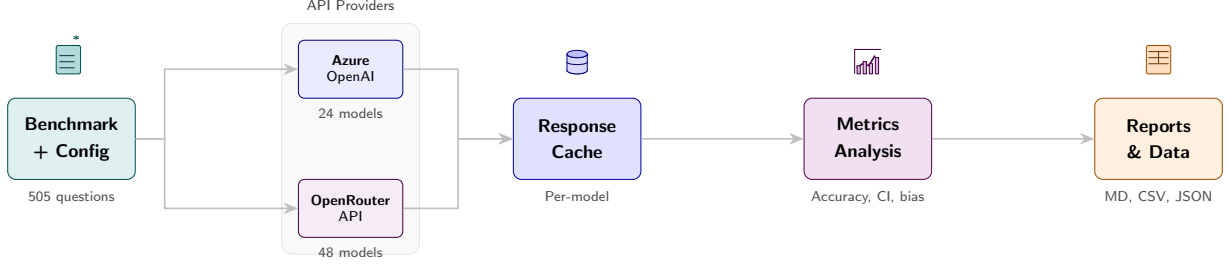 API Providers
*
Benchmark
+ Config
505 questions
Azure
OpenAI
24 models
OpenRouter
API
48 models
Response
Cache
Per-model
Metrics
Analysis
Accuracy, CI, bias
Reports
& Data
MD, CSV, JSON